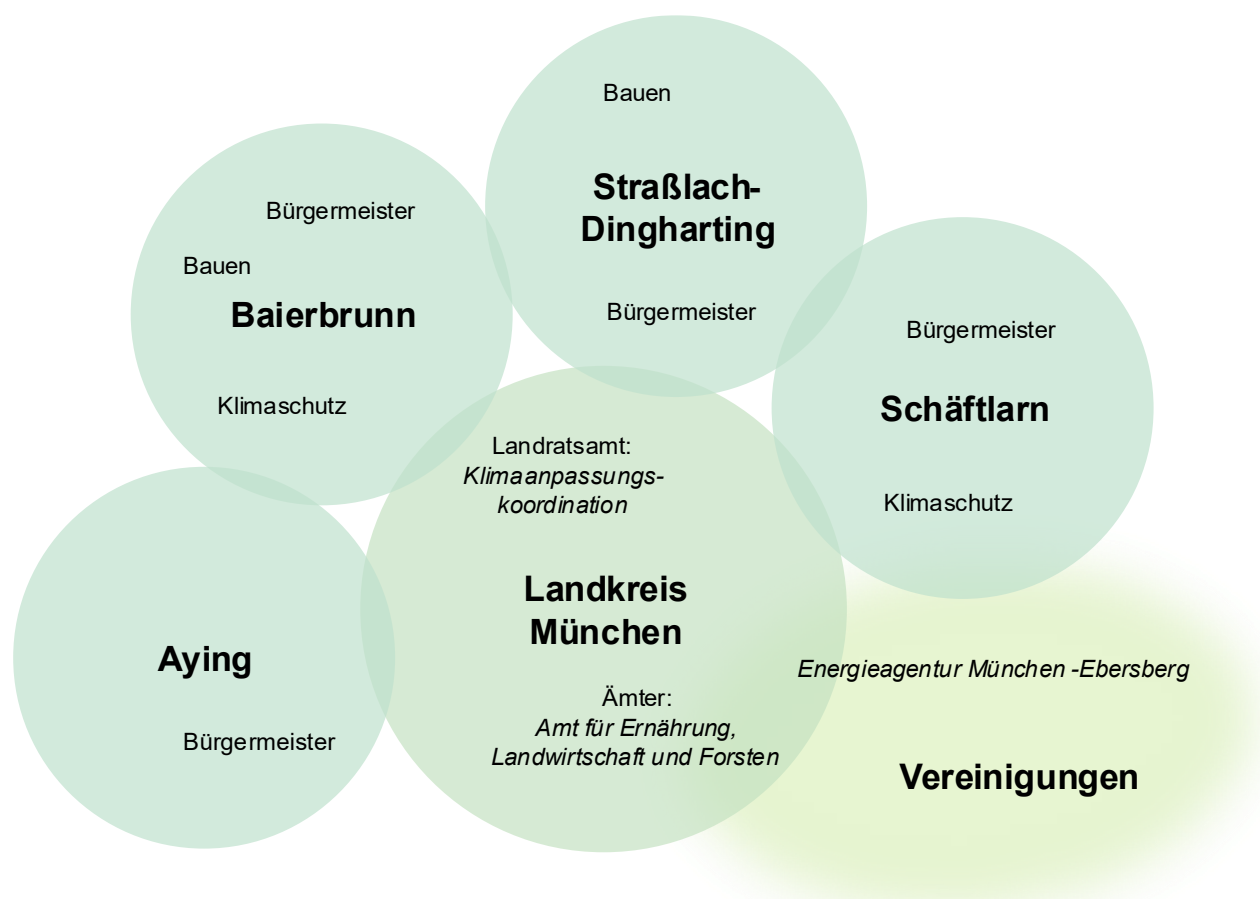 Bauen
Straßlach-
Dingharting
Bürgermeister
Bürgermeister
Bauen
Baierbrunn
Klimaschutz
Bürgermeister
Schäftlarn
Klimaschutz
Landratsamt:
Klimaanpassungs-
koordination
Landkreis
München
Ämter:
Amt für Ernährung,
Landwirtschaft und Forsten
Aying
Bürgermeister
Energieagentur München -Ebersberg
Vereinigungen